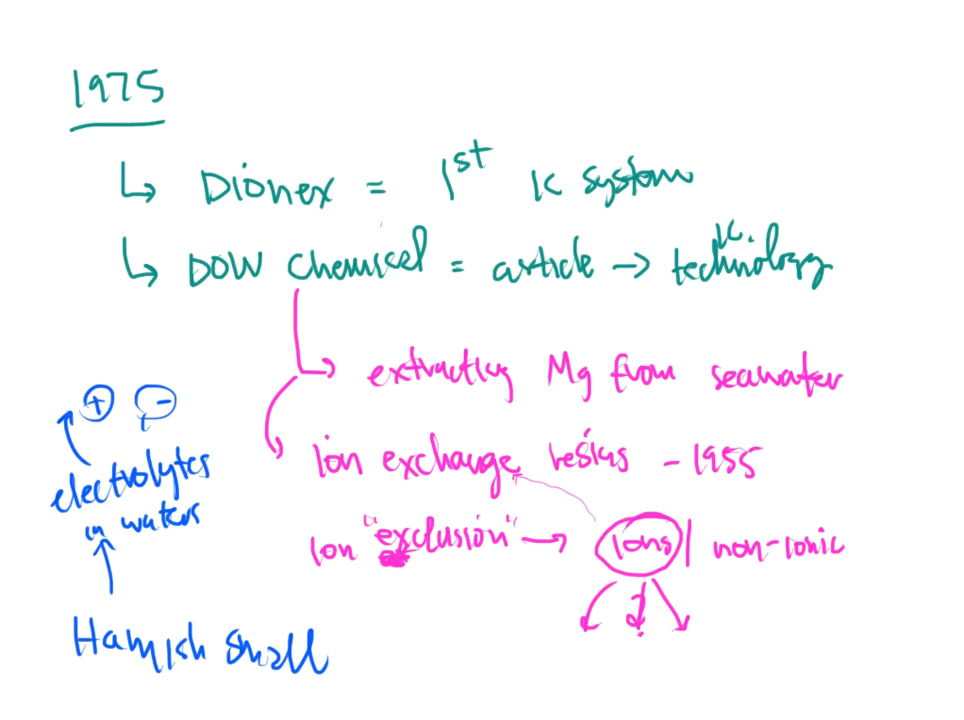 1975
↳ Dionex = 1st IC system
↳ DOW Chemical = article → IC. technology
↳ extracting Mg from seawater
Ion exchange resins - 1955
Ion "exclusion" → Ions | non-ionic
+ -
electrolytes
in waters
Hamish Small